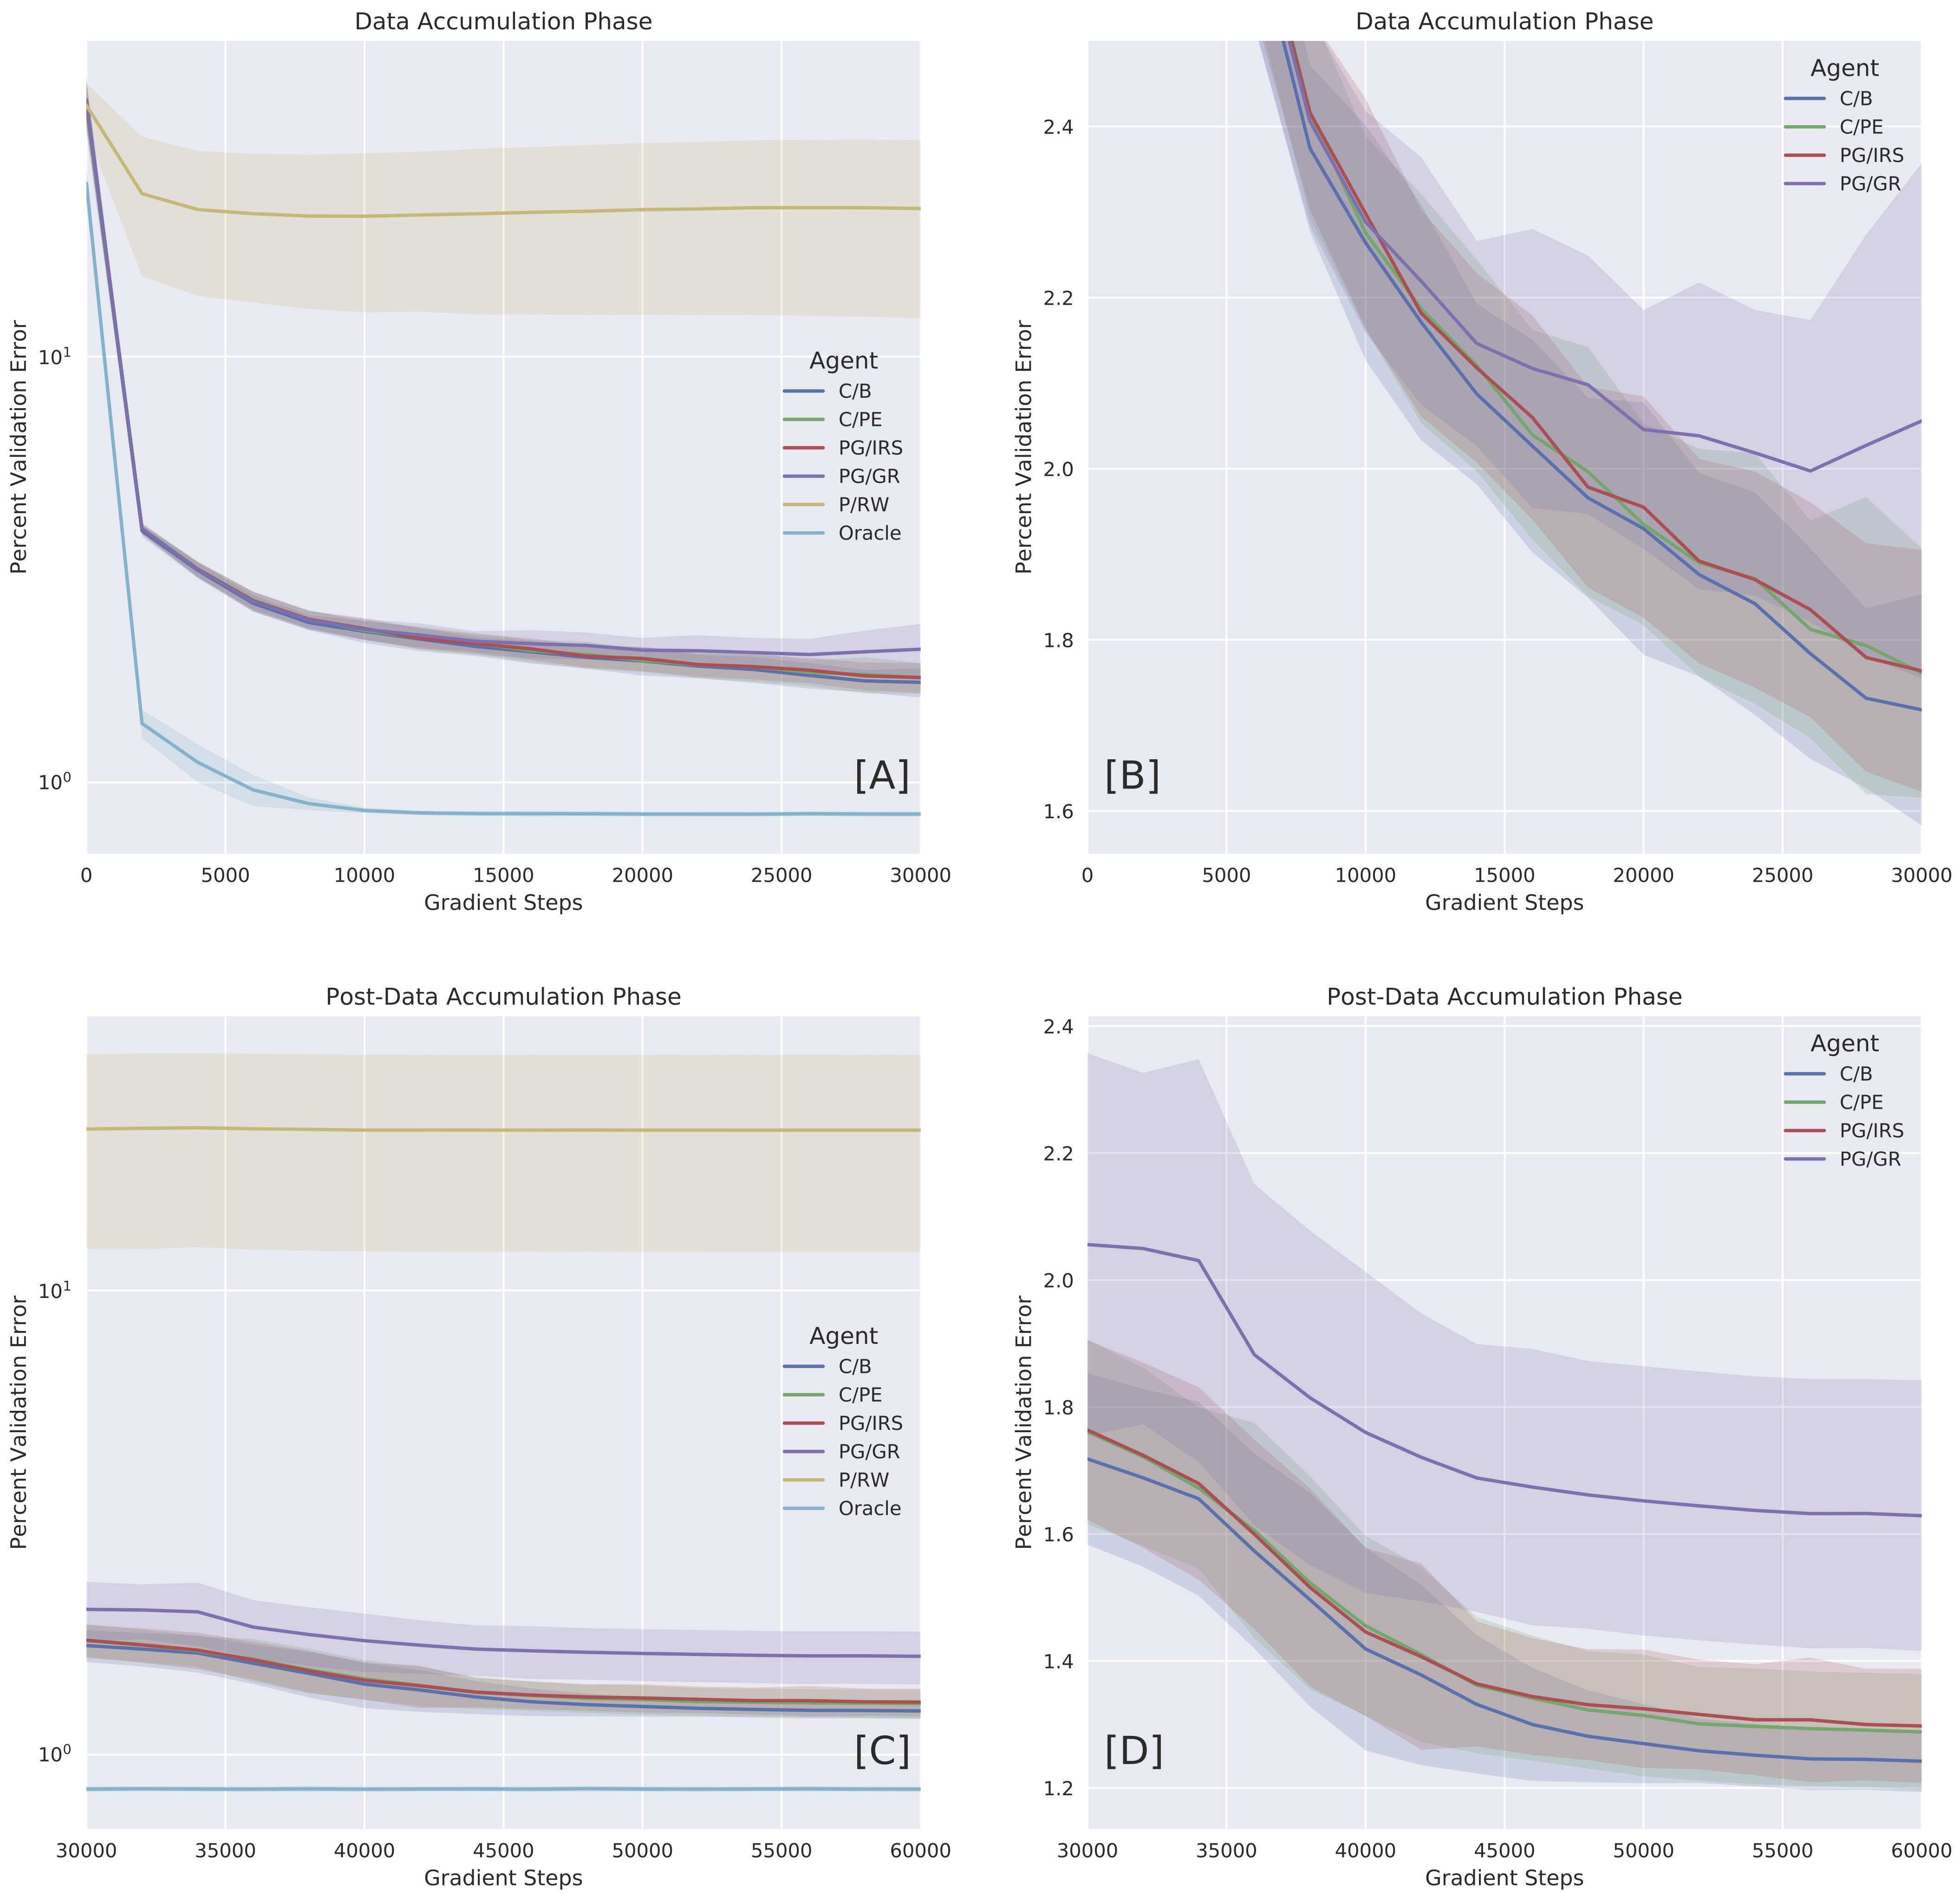 Data Accumulation Phase
Percent Validation Error
10¹
10⁰
Agent
C/B
C/PE
PG/IRS
PG/GR
P/RW
Oracle
[A]
0 5000 10000 15000 20000 25000 30000
Gradient Steps
Data Accumulation Phase
Percent Validation Error
2.4
2.2
2.0
1.8
1.6
Agent
C/B
C/PE
PG/IRS
PG/GR
[B]
0 5000 10000 15000 20000 25000 30000
Gradient Steps
Post-Data Accumulation Phase
Percent Validation Error
10¹
10⁰
Agent
C/B
C/PE
PG/IRS
PG/GR
P/RW
Oracle
[C]
30000 35000 40000 45000 50000 55000 60000
Gradient Steps
Post-Data Accumulation Phase
Percent Validation Error
2.4
2.2
2.0
1.8
1.6
1.4
1.2
Agent
C/B
C/PE
PG/IRS
PG/GR
[D]
30000 35000 40000 45000 50000 55000 60000
Gradient Steps